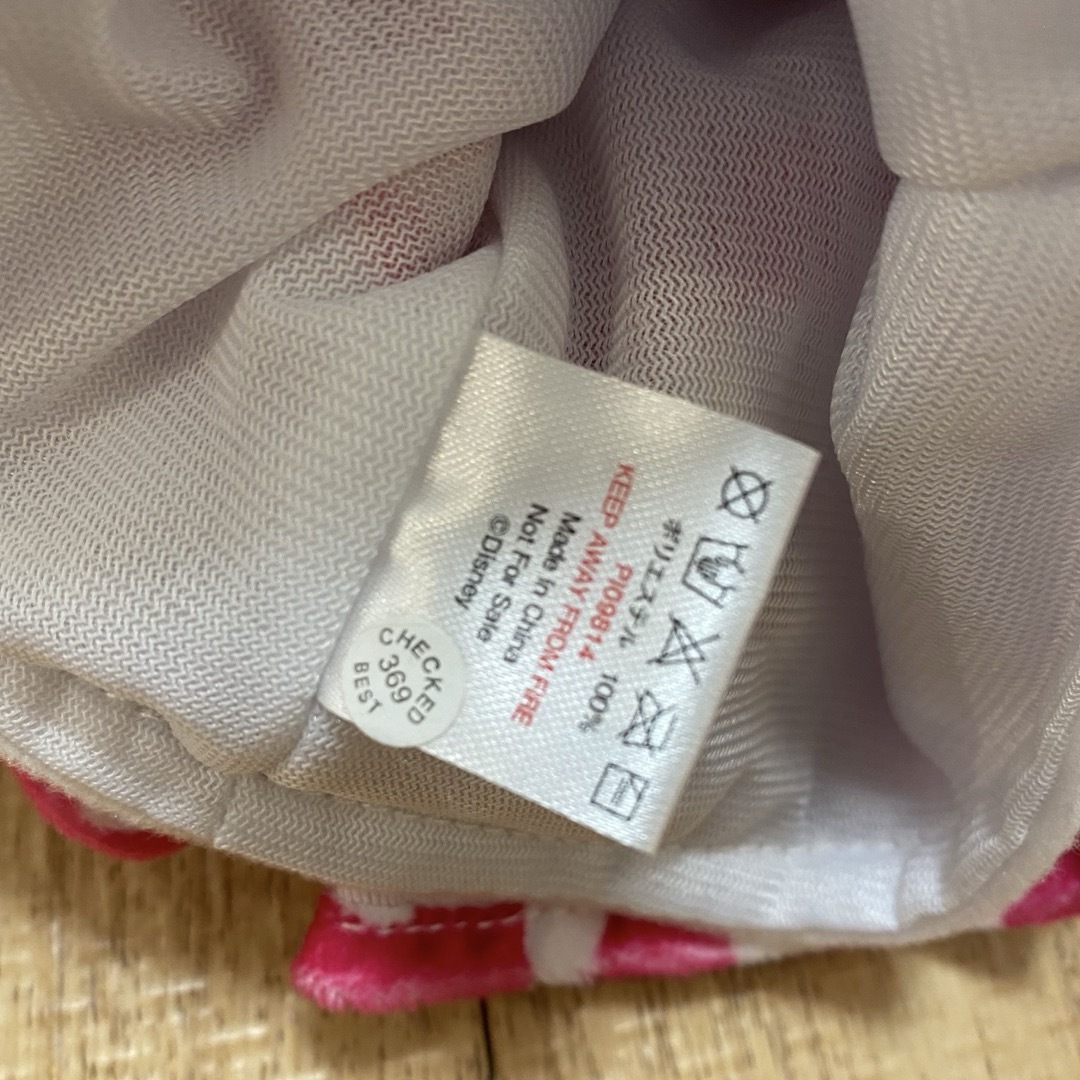 ポリエステル 100%
PI09814
KEEP AWAY FROM FIRE
Made in China
Not For Sale
©Disney
CHECKED
C 369
BEST